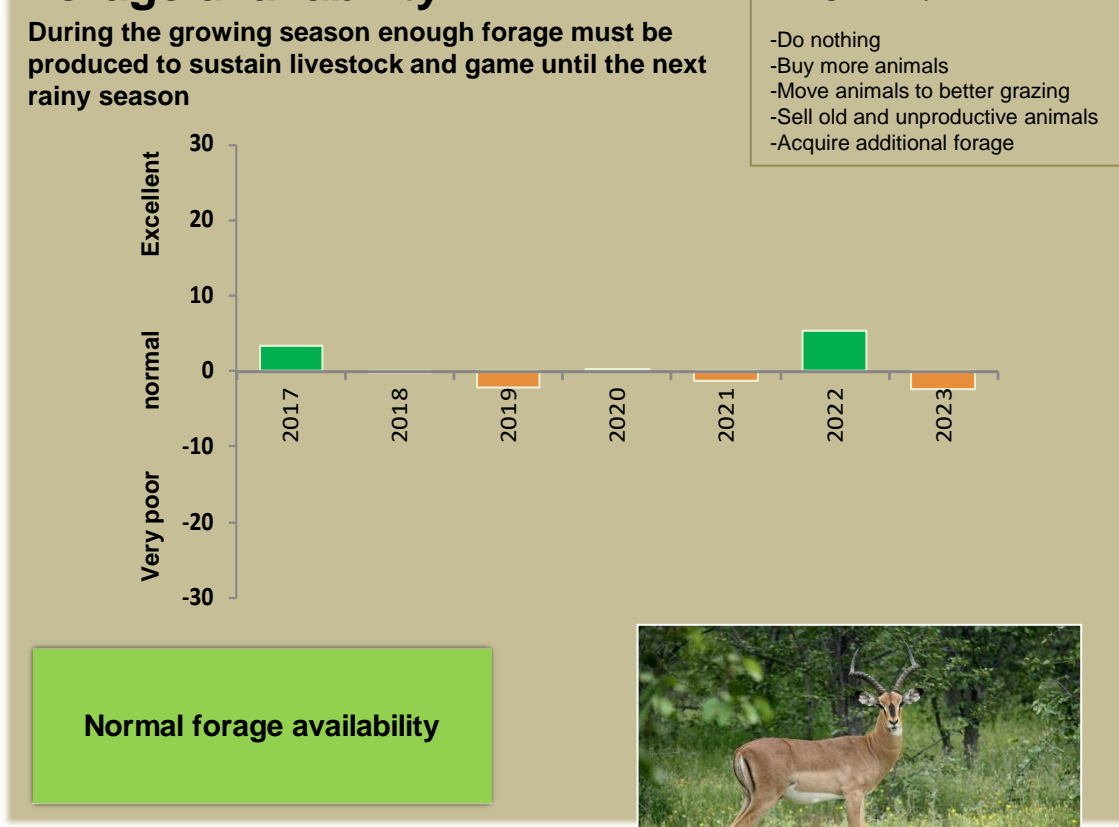 During the growing season enough forage must be
produced to sustain livestock and game until the next
rainy season
-Do nothing
-Buy more animals
-Move animals to better grazing
-Sell old and unproductive animals
-Acquire additional forage
Excellent
normal
Very poor
30
20
10
0
-10
-20
-30
2017
2018
2019
2020
2021
2022
2023
Normal forage availability